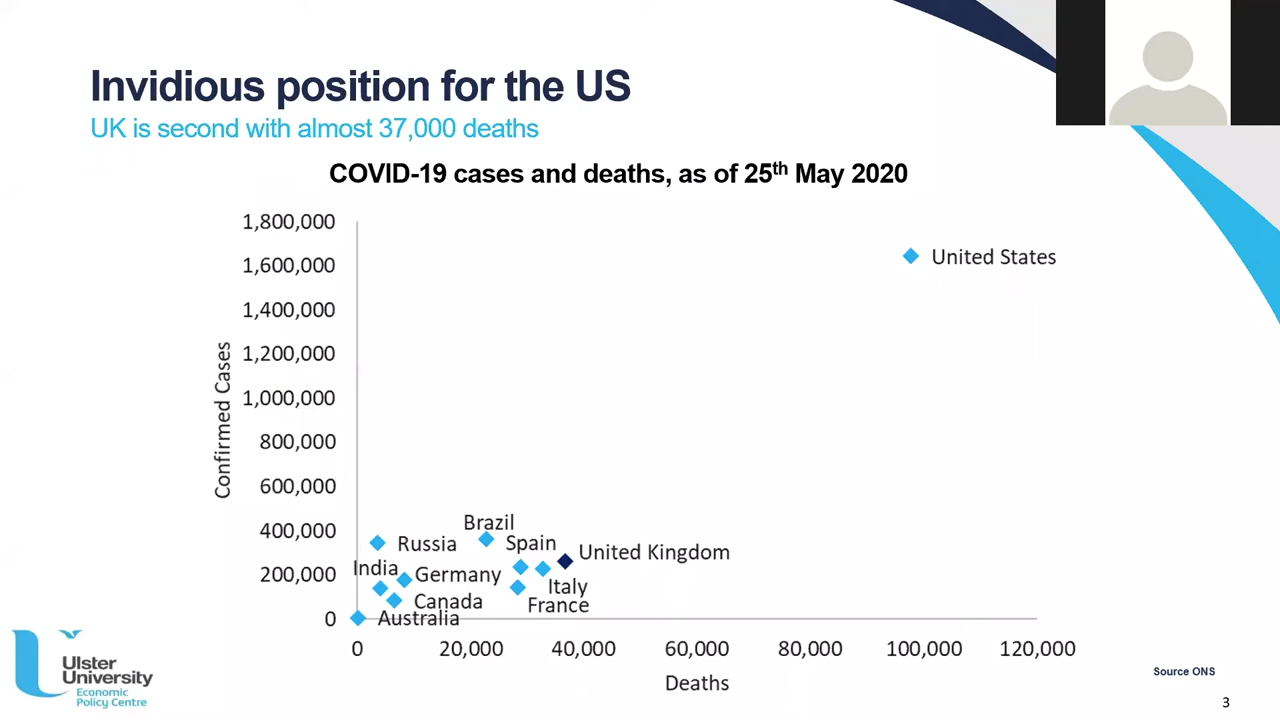 Invidious position for the US
UK is second with almost 37,000 deaths
COVID-19 cases and deaths, as of 25th May 2020
1,800,000
1,600,000
1,400,000
1,200,000
1,000,000
800,000
600,000
400,000
200,000
0
Confirmed Cases
United States
Brazil
Russia
Spain
United Kingdom
India
Germany
Italy
Canada
France
Australia
0
20,000
40,000
60,000
80,000
100,000
120,000
Deaths
Ulster
University
Economic
Policy Centre
Source ONS
3